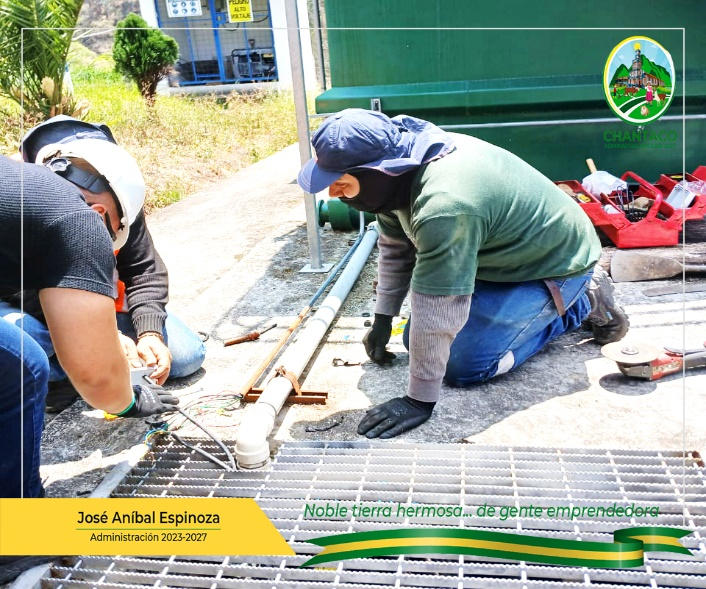 PELIGRO
ALTO
VOLTAJE
CHANTACO
José Aníbal Espinoza
Administración 2023-2027
Noble tierra hermosa... de gente emprendedora